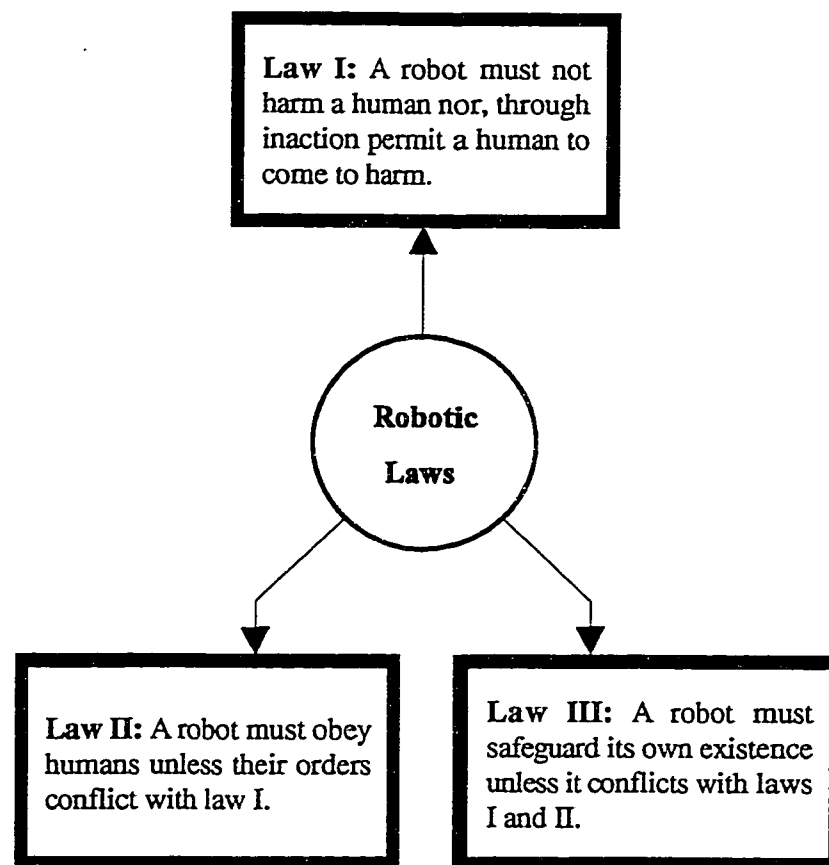 Law I: A robot must not
harm a human nor, through
inaction permit a human to
come to harm.
Robotic
Laws
Law II: A robot must obey
humans unless their orders
conflict with law I.
Law III: A robot must
safeguard its own existence
unless it conflicts with laws
I and II.